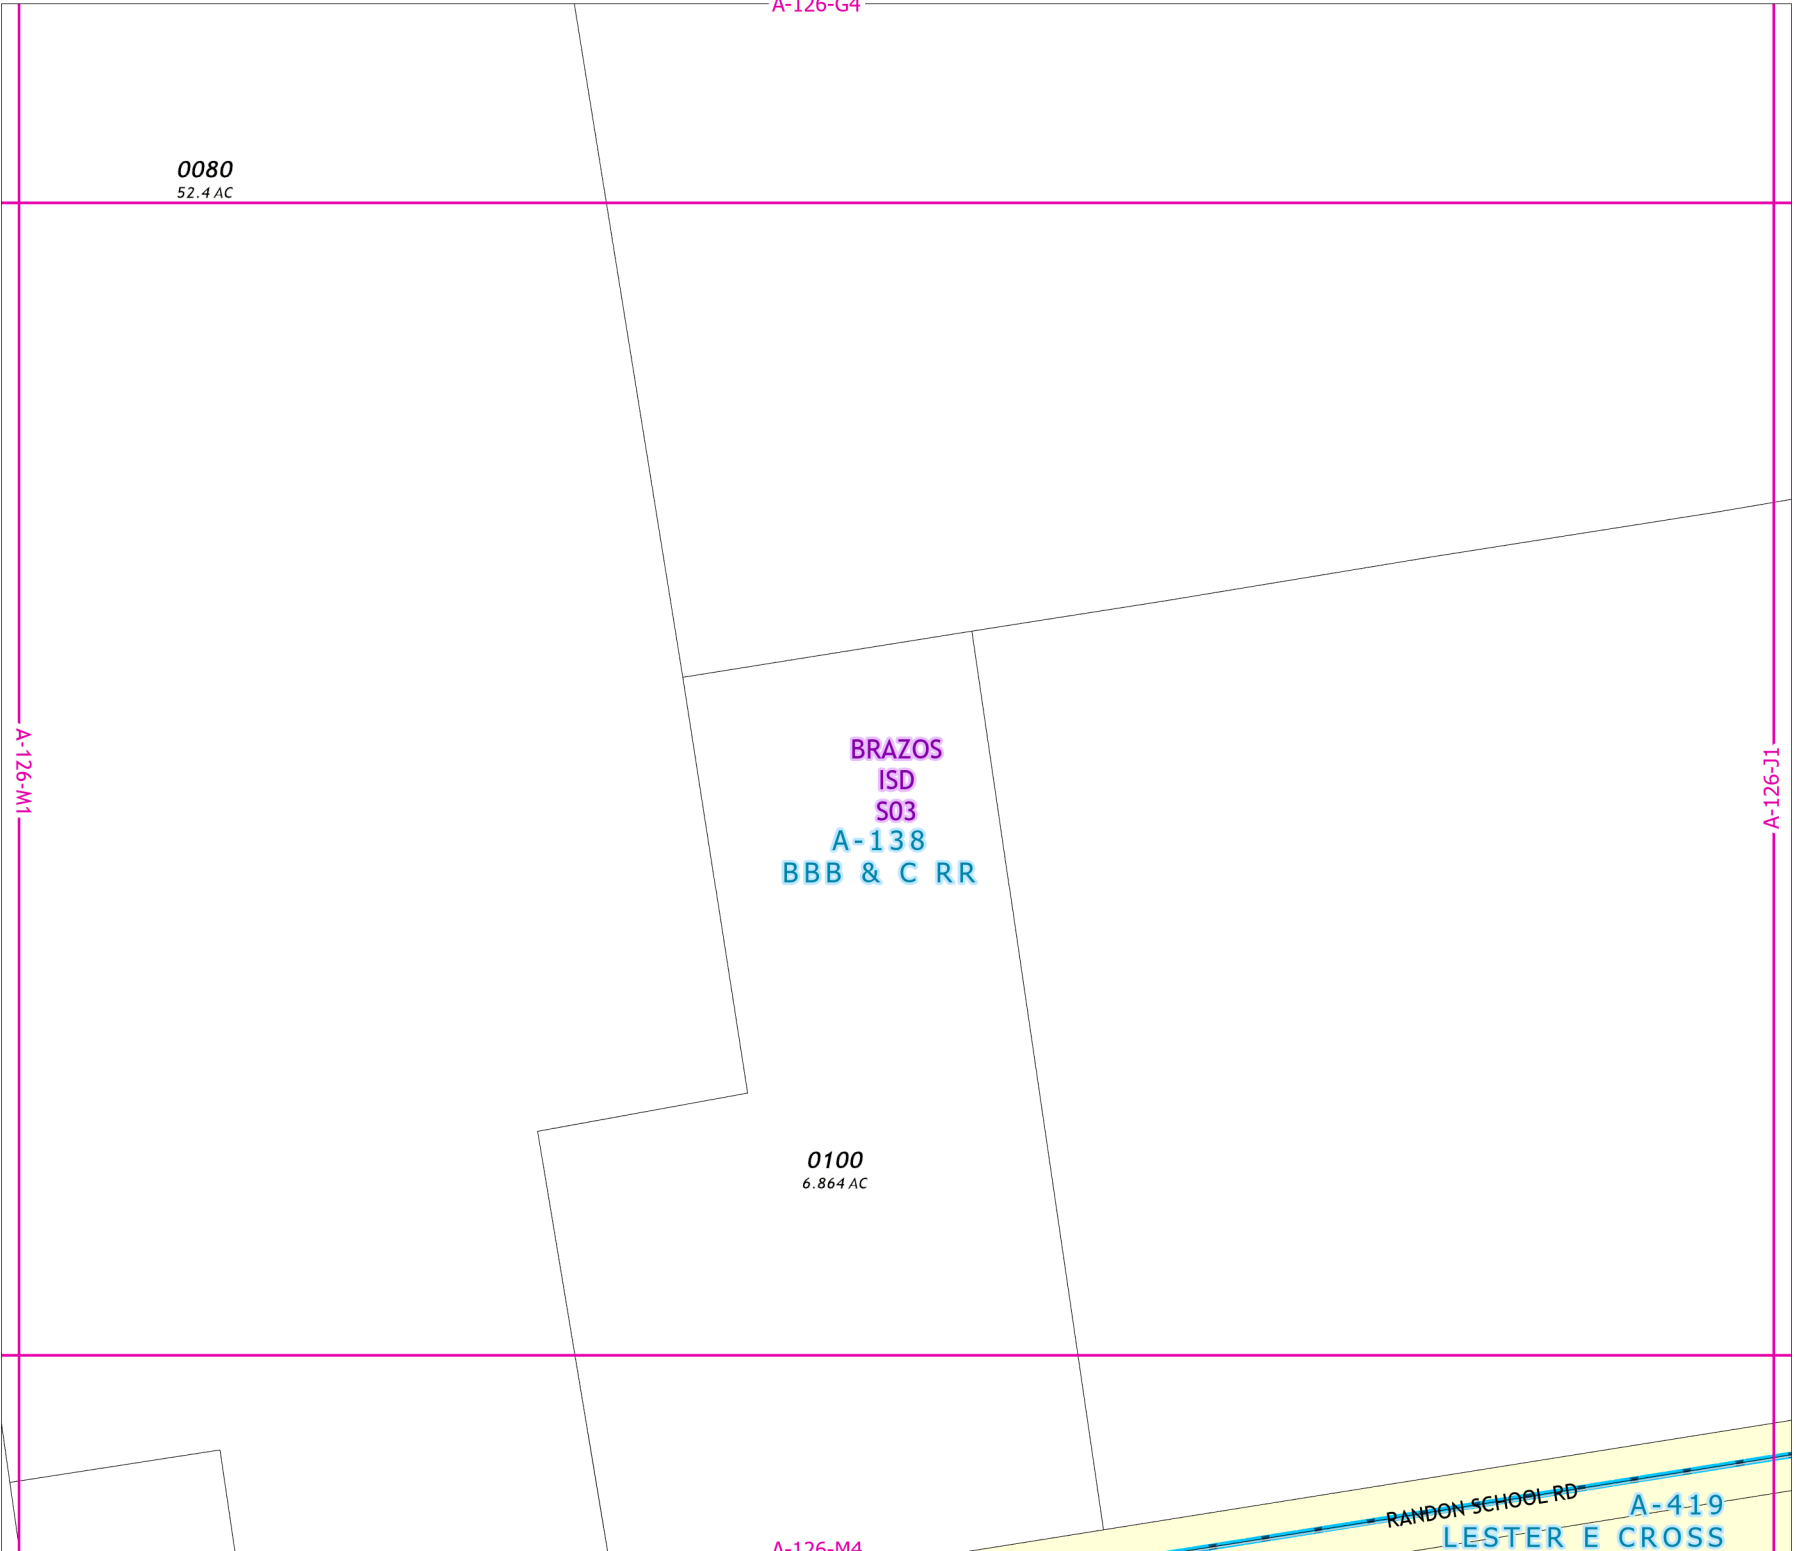 A-126-G4
0080
52.4 AC
A-126-M1
A-126-J1
BRAZOS
ISD
S03
A-138
BBB & C RR
0100
6.864 AC
RANDON SCHOOL RD
A-419
LESTER E CROSS
A-126-M4